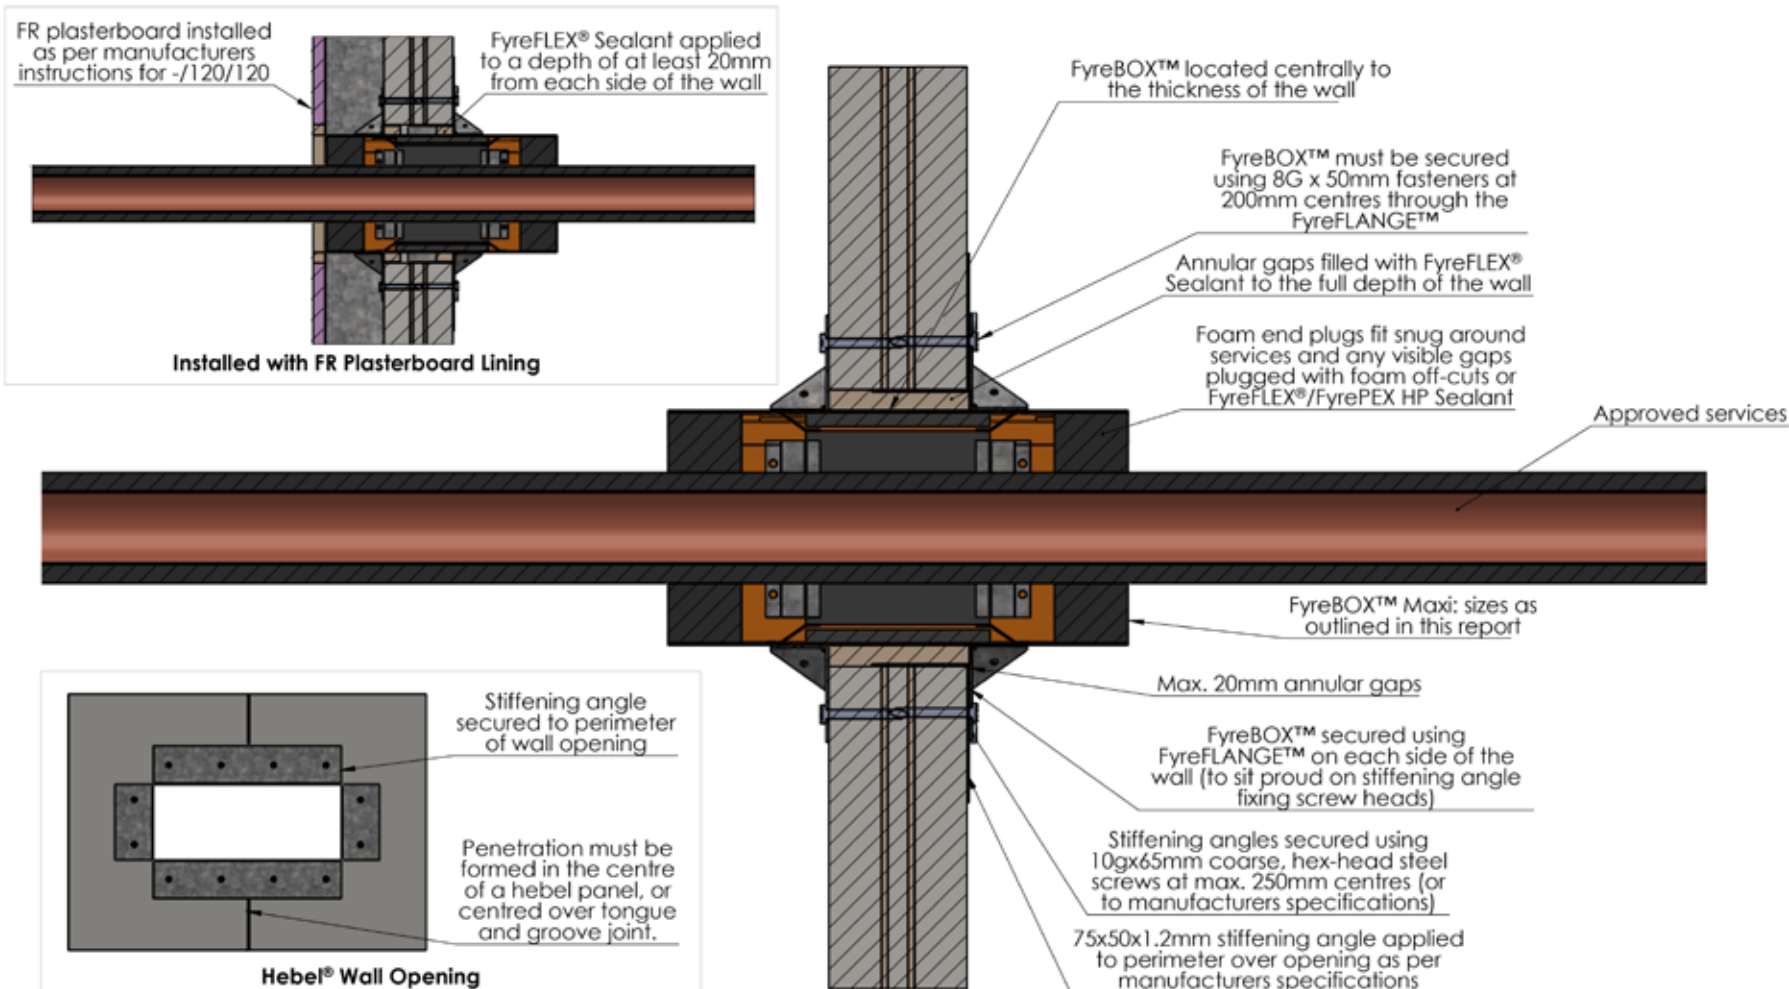 FR plasterboard installed
as per manufacturers
instructions for -/120/120
FyreFLEX® Sealant applied
to a depth of at least 20mm
from each side of the wall
Installed with FR Plasterboard Lining
FyreBOX™ located centrally to
the thickness of the wall
FyreBOX™ must be secured
using 8G x 50mm fasteners at
200mm centres through the
FyreFLANGE™
Annular gaps filled with FyreFLEX®
Sealant to the full depth of the wall
Foam end plugs fit snug around
services and any visible gaps
plugged with foam off-cuts or
FyreFLEX®/FyrePEX HP Sealant
Approved services
FyreBOX™ Maxi: sizes as
outlined in this report
Max. 20mm annular gaps
FyreBOX™ secured using
FyreFLANGE™ on each side of the
wall (to sit proud on stiffening angle
fixing screw heads)
Stiffening angles secured using
10gx65mm coarse, hex-head steel
screws at max. 250mm centres (or
to manufacturers specifications)
75x50x1.2mm stiffening angle applied
to perimeter over opening as per
manufacturers specifications
Stiffening angle
secured to perimeter
of wall opening
Penetration must be
formed in the centre
of a hebel panel, or
centred over tongue
and groove joint.
Hebel® Wall Opening